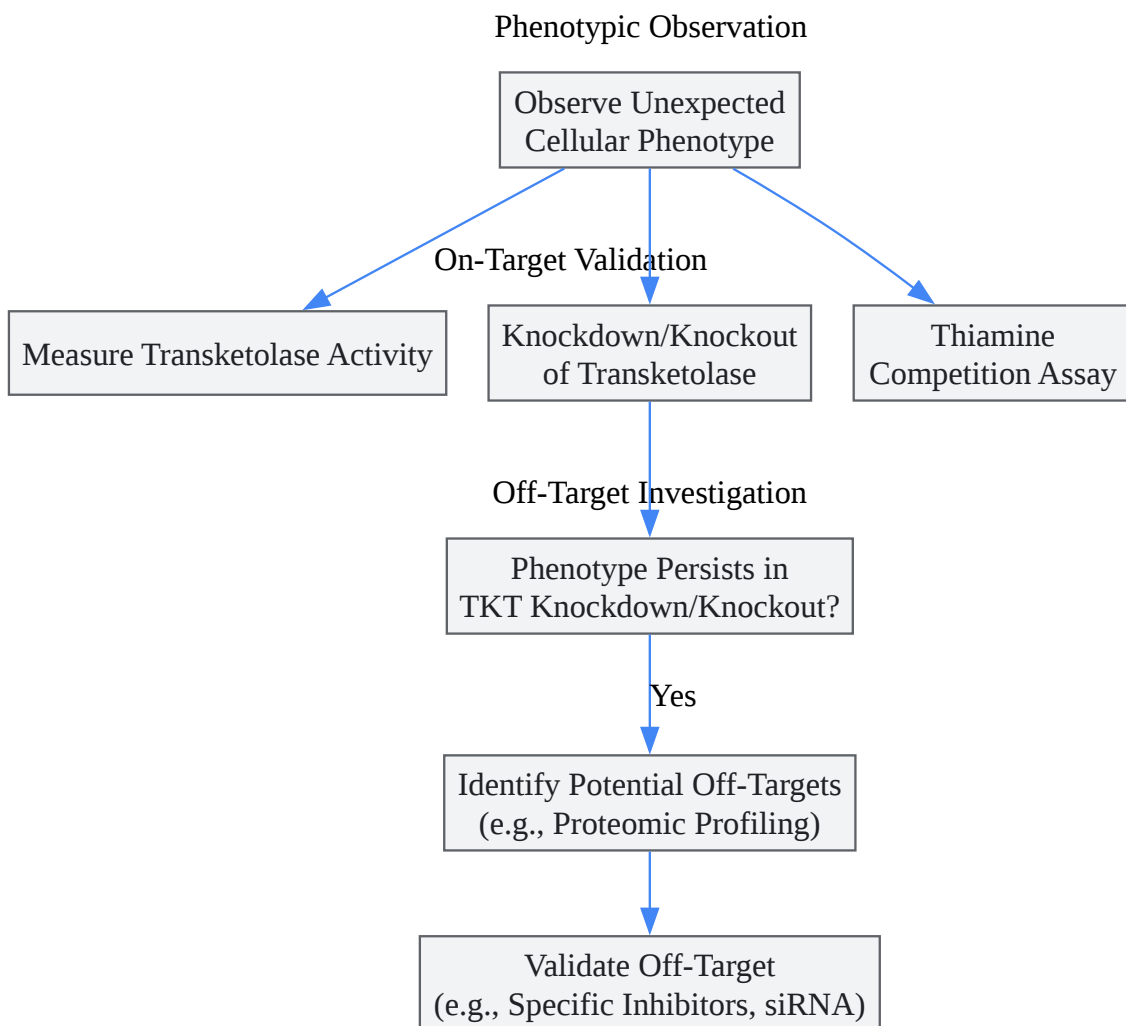 Phenotypic Observation
Observe Unexpected
Cellular Phenotype
On-Target Validation
Measure Transketolase Activity
Knockdown/Knockout
of Transketolase
Thiamine
Competition Assay
Off-Target Investigation
Phenotype Persists in
TKT Knockdown/Knockout?
Yes
Identify Potential Off-Targets
(e.g., Proteomic Profiling)
Validate Off-Target
(e.g., Specific Inhibitors, siRNA)